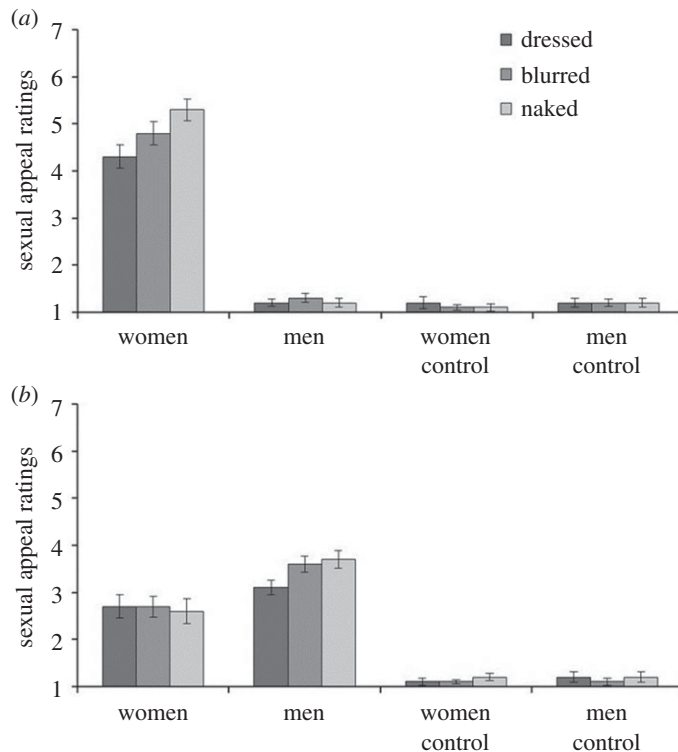 (a)
7
6
5
4
3
2
1
sexual appeal ratings
dressed
blurred
naked
women
men
women control
men control
(b)
7
6
5
4
3
2
1
sexual appeal ratings
women
men
women control
men control